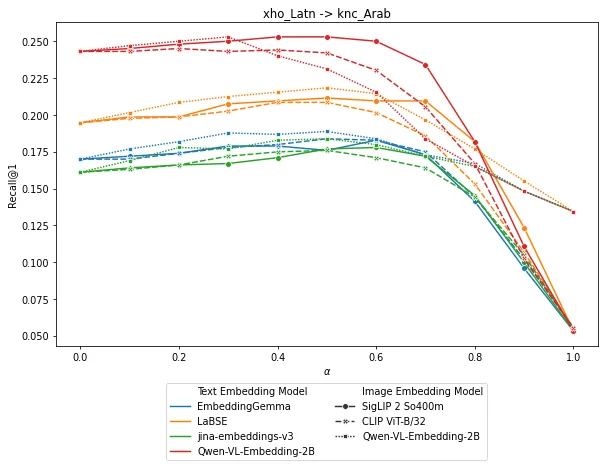 xho_Latn -> knc_Arab
Recall@1
0.250
0.225
0.200
0.175
0.150
0.125
0.100
0.075
0.050
0.0 0.2 0.4 0.6 0.8 1.0
α
Text Embedding Model Image Embedding Model
EmbeddingGemma SigLIP 2 So400m
LaBSE CLIP ViT-B/32
jina-embeddings-v3 Qwen-VL-Embedding-2B
Qwen-VL-Embedding-2B